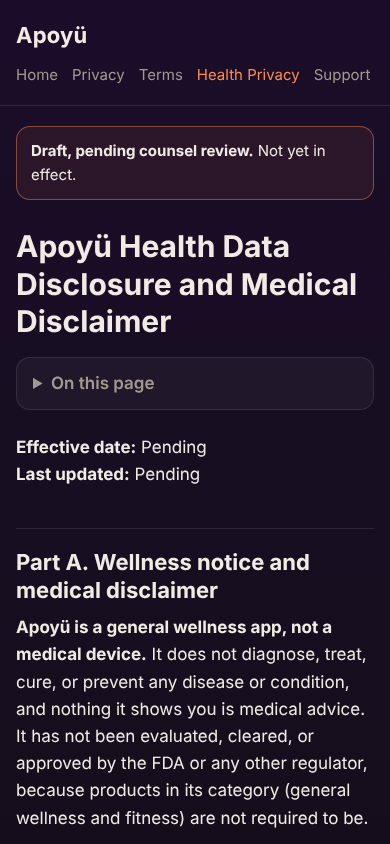 Apoyü
Home Privacy Terms Health Privacy Support
Draft, pending counsel review. Not yet in
effect.
Apoyü Health Data
Disclosure and Medical
Disclaimer
On this page
Effective date: Pending
Last updated: Pending
Part A. Wellness notice and
medical disclaimer
Apoyü is a general wellness app, not a
medical device. It does not diagnose, treat,
cure, or prevent any disease or condition,
and nothing it shows you is medical advice.
It has not been evaluated, cleared, or
approved by the FDA or any other regulator,
because products in its category (general
wellness and fitness) are not required to be.